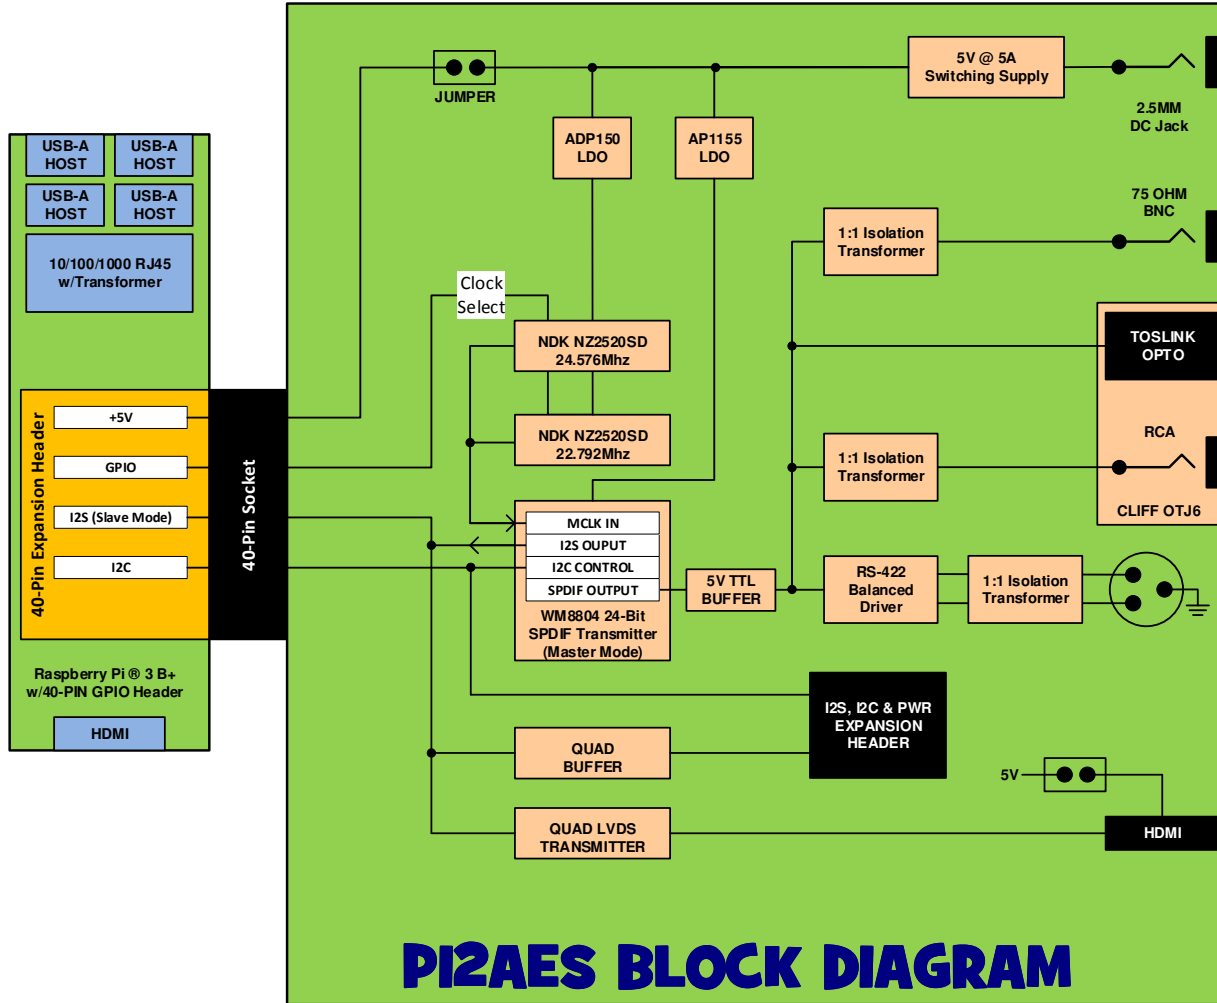 5V @ 5A
Switching Supply
JUMPER
2.5MM
DC Jack
ADP150
LDO
AP1155
LDO
USB-A
HOST
USB-A
HOST
USB-A
HOST
USB-A
HOST
10/100/1000 RJ45
w/Transformer
75 OHM
BNC
1:1 Isolation
Transformer
Clock
Select
NDK NZ2520SD
24.576Mhz
TOSLINK
OPTO
NDK NZ2520SD
22.792Mhz
RCA
1:1 Isolation
Transformer
CLIFF OTJ6
40-Pin Expansion Header
+5V
GPIO
I2S (Slave Mode)
I2C
40-Pin Socket
MCLK IN
I2S OUPUT
I2C CONTROL
SPDIF OUTPUT
WM8804 24-Bit
SPDIF Transmitter
(Master Mode)
5V TTL
BUFFER
RS-422
Balanced
Driver
1:1 Isolation
Transformer
Raspberry Pi ® 3 B+
w/40-PIN GPIO Header
HDMI
I2S, I2C & PWR
EXPANSION
HEADER
QUAD
BUFFER
5V
QUAD LVDS
TRANSMITTER
HDMI
PI2AES BLOCK DIAGRAM